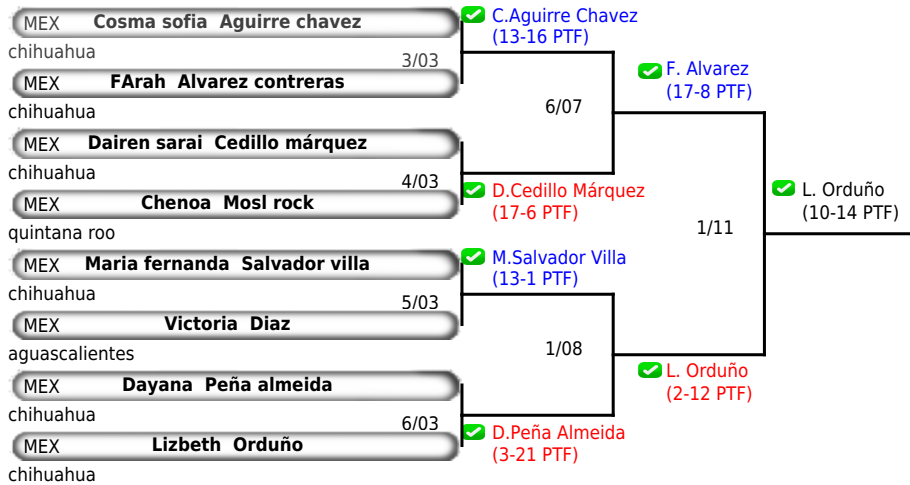 MEX Cosma sofia Aguirre chavez
chihuahua
3/03
MEX FArah Alvarez contreras
chihuahua
MEX Dairen sarai Cedillo márquez
chihuahua
4/03
MEX Chenoa Mosl rock
quintana roo
MEX Maria fernanda Salvador villa
chihuahua
5/03
MEX Victoria Diaz
aguascalientes
MEX Dayana Peña almeida
chihuahua
6/03
MEX Lizbeth Orduño
chihuahua
C.Aguirre Chavez
(13-16 PTF)
6/07
D.Cedillo Márquez
(17-6 PTF)
M.Salvador Villa
(13-1 PTF)
1/08
D.Peña Almeida
(3-21 PTF)
F. Alvarez
(17-8 PTF)
1/11
L. Orduño
(2-12 PTF)
L. Orduño
(10-14 PTF)